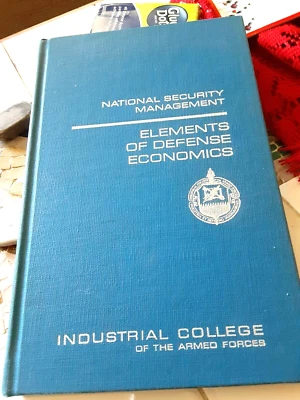 NATIONAL SECURITY
MANAGEMENT
ELEMENTS
OF DEFENSE
ECONOMICS
INDUSTRIAL COLLEGE
OF THE ARMED FORCES